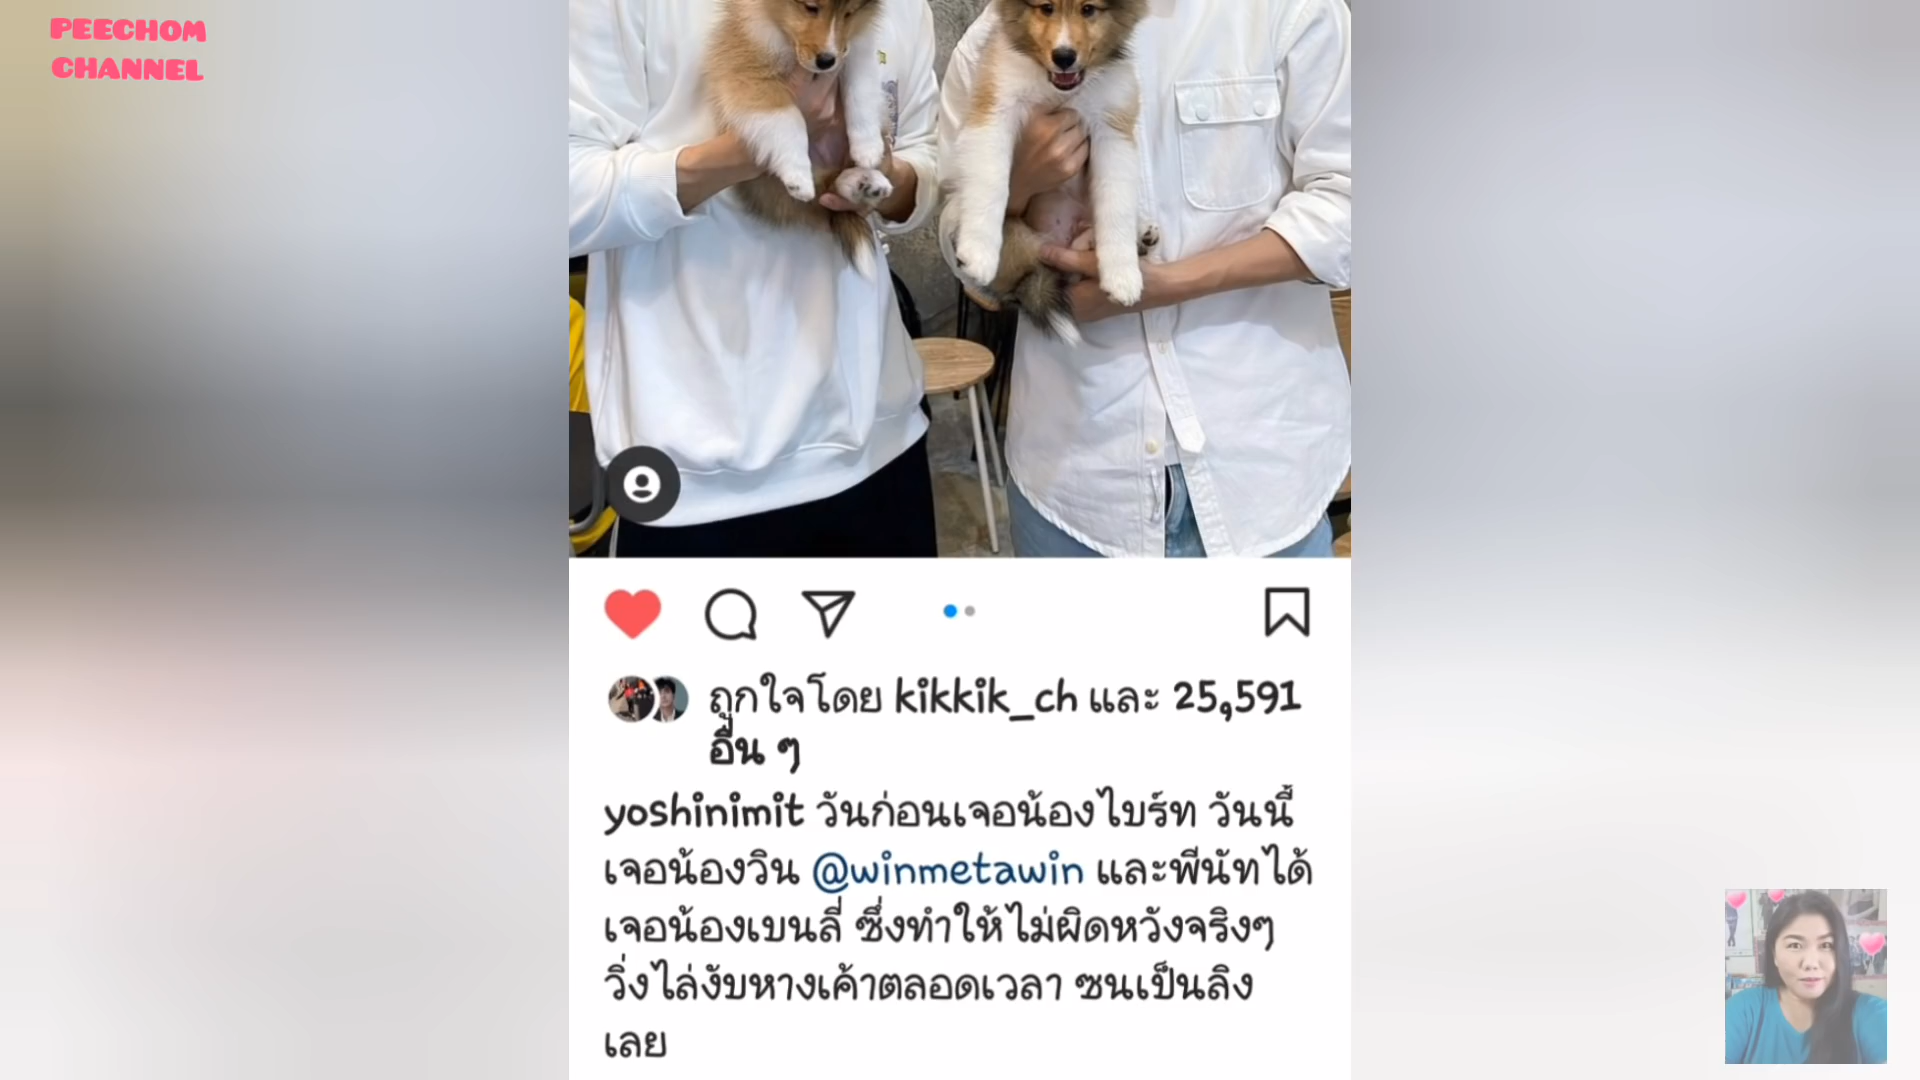 PEECHOM
CHANNEL
ถูกใจโดย kikkik_ch และ 25,591
อื่น ๆ
yoshinimit วันก่อนเจอน้องไบร์ท วันนี้
เจอน้องวิน @winmetawin และพี่นัทได้
เจอน้องเบนลี่ ซึ่งทำให้ไม่ผิดหวังจริงๆ
วิ่งไล่งับหางเค้าตลอดเวลา ซนเป็นลิง
เลย